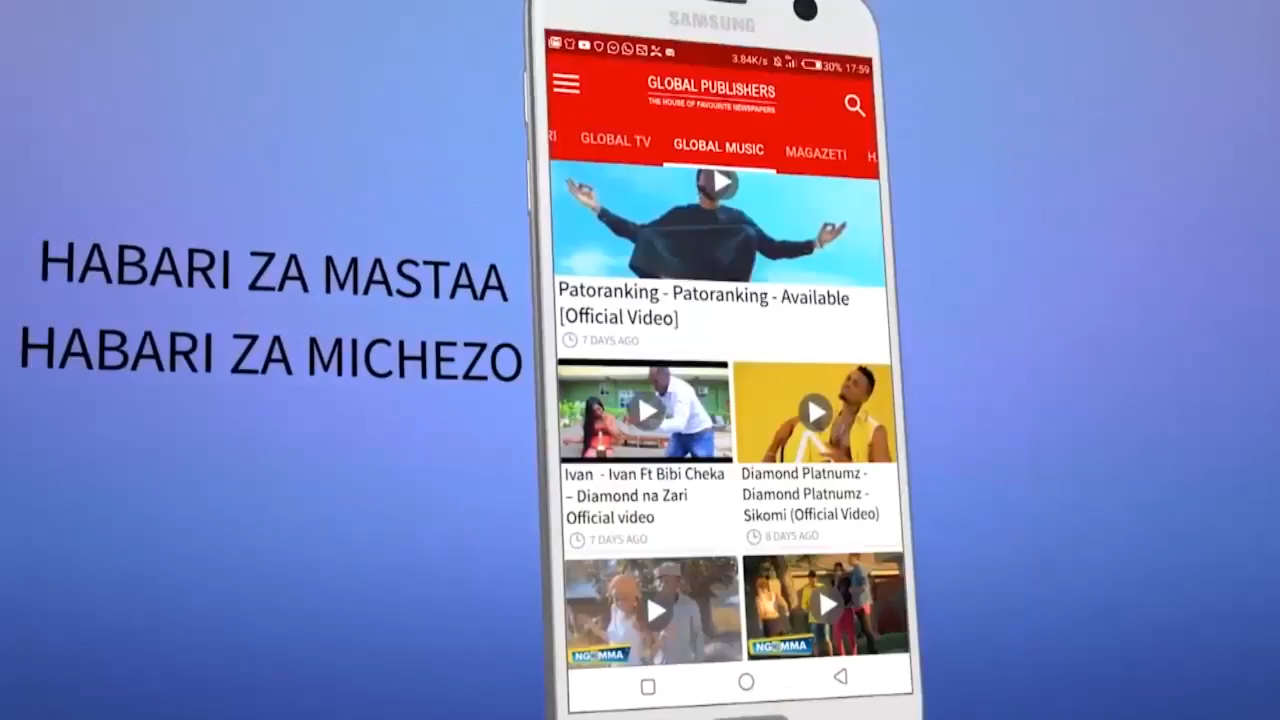 HABARI ZA MASTAA
HABARI ZA MICHEZO
SAMSUNG
3.84K/s 30% 17:59
GLOBAL PUBLISHERS
THE HOUSE OF FAVOURITE NEWSPAPERS
GLOBAL TV GLOBAL MUSIC MAGAZETI
Patoranking - Patoranking - Available
[Official Video]
7 DAYS AGO
Ivan - Ivan Ft Bibi Cheka
– Diamond na Zari
Official video
7 DAYS AGO
Diamond Platnumz -
Diamond Platnumz -
Sikomi (Official Video)
8 DAYS AGO
NGOMMA
NGOMMA